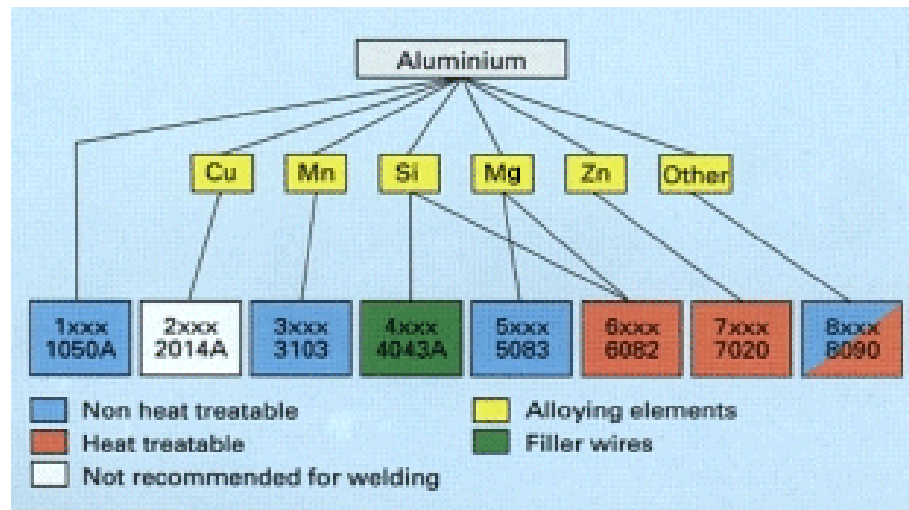 Aluminium
Cu Mn Si Mg Zn Other
1xxx 2xxx 3xxx 4xxx 5xxx 6xxx 7xxx 8xxx
1050A 2014A 3103 4043A 5083 6082 7020 8090
Non heat treatable
Heat treatable
Not recommended for welding
Alloying elements
Filler wires